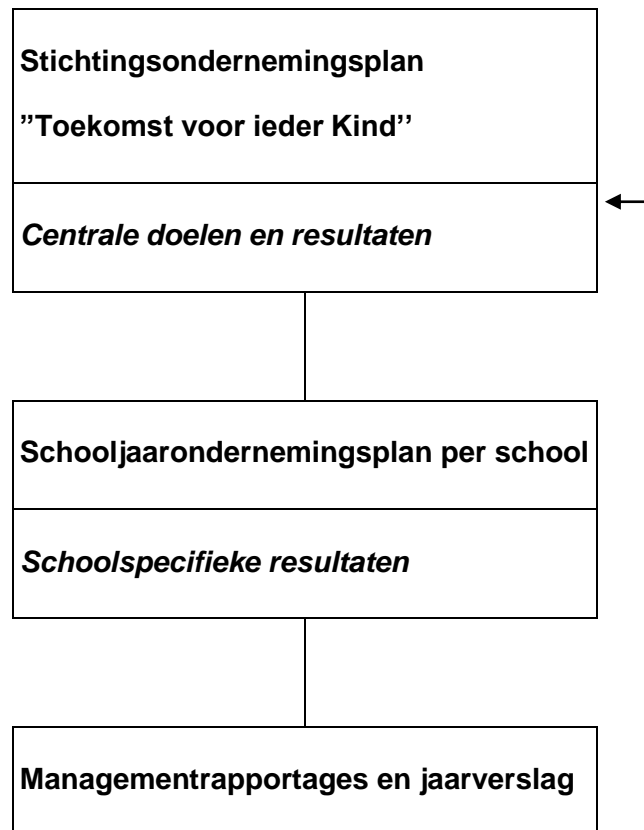 Stichtingsondernemingsplan
”Toekomst voor ieder Kind’’
Centrale doelen en resultaten
Schooljaarondernemingsplan per school
Schoolspecifieke resultaten
Managementrapportages en jaarverslag